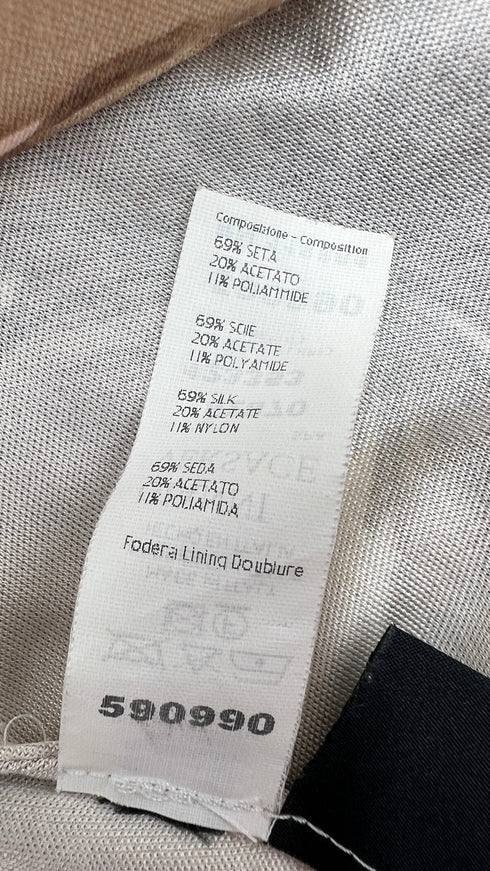 Composizione - Composition
69% SETA
20% ACETATO
11% POLIAMMIDE
69% SOIE
20% ACETATE
11% POLYAMIDE
69% SILK
20% ACETATE
11% NYLON
69% SEDA
20% ACETATO
11% POLIAMIDA
Fodera Lining Doublure
590990
VERSACE